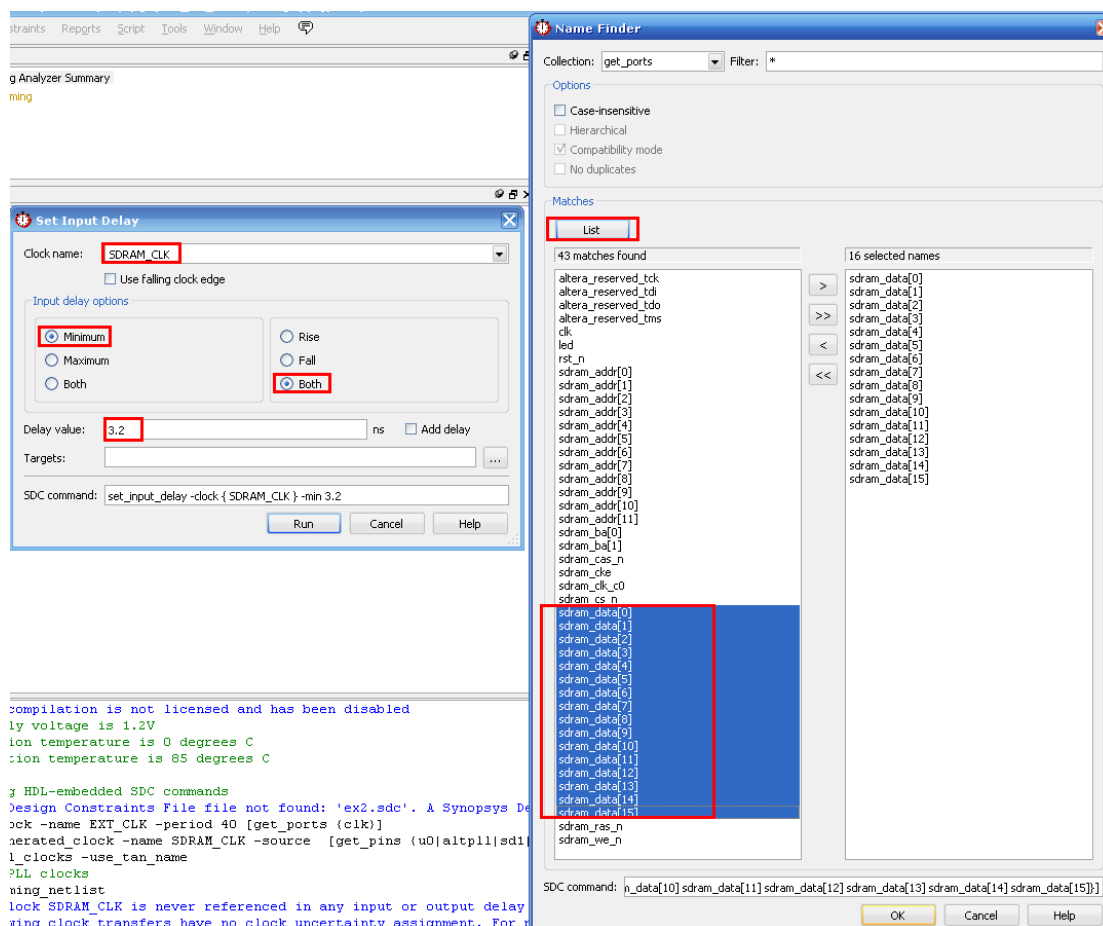 straints Reports Script Tools Window Help
g Analyzer Summary
ming
Set Input Delay
Clock name: SDRAM_CLK
Use falling clock edge
Input delay options
Minimum Rise
Maximum Fall
Both Both
Delay value: 3.2 ns Add delay
Targets: ...
SDC command: set_input_delay -clock { SDRAM_CLK } -min 3.2
Run Cancel Help
compilation is not licensed and has been disabled
ly voltage is 1.2V
ion temperature is 0 degrees C
tion temperature is 85 degrees C
g HDL-embedded SDC commands
Design Constraints File file not found: 'ex2.sdc'. A Synopsys De
ock -name EXT_CLK -period 40 [get_ports {clk}]
nerated_clock -name SDRAM_CLK -source [get_pins {u0|altpll|sd1|
l_clocks -use_tan_name
PLL clocks
ming_netlist
lock SDRAM_CLK is never referenced in any input or output delay
wing clock transfers have no clock uncertainty assignment. For r
Name Finder
Collection: get_ports Filter: *
Options
Case-insensitive
Hierarchical
Compatibility mode
No duplicates
Matches
List
43 matches found
altera_reserved_tck
altera_reserved_tdi
altera_reserved_tdo
altera_reserved_tms
clk
led
rst_n
sdram_addr[0]
sdram_addr[1]
sdram_addr[2]
sdram_addr[3]
sdram_addr[4]
sdram_addr[5]
sdram_addr[6]
sdram_addr[7]
sdram_addr[8]
sdram_addr[9]
sdram_addr[10]
sdram_addr[11]
sdram_ba[0]
sdram_ba[1]
sdram_cas_n
sdram_cke
sdram_clk_c0
sdram_cs_n
sdram_data[0]
sdram_data[1]
sdram_data[2]
sdram_data[3]
sdram_data[4]
sdram_data[5]
sdram_data[6]
sdram_data[7]
sdram_data[8]
sdram_data[9]
sdram_data[10]
sdram_data[11]
sdram_data[12]
sdram_data[13]
sdram_data[14]
sdram_data[15]
sdram_ras_n
sdram_we_n
>
>>
<
<<
16 selected names
sdram_data[0]
sdram_data[1]
sdram_data[2]
sdram_data[3]
sdram_data[4]
sdram_data[5]
sdram_data[6]
sdram_data[7]
sdram_data[8]
sdram_data[9]
sdram_data[10]
sdram_data[11]
sdram_data[12]
sdram_data[13]
sdram_data[14]
sdram_data[15]
SDC command: n_data[10] sdram_data[11] sdram_data[12] sdram_data[13] sdram_data[14] sdram_data[15]}]
OK Cancel Help